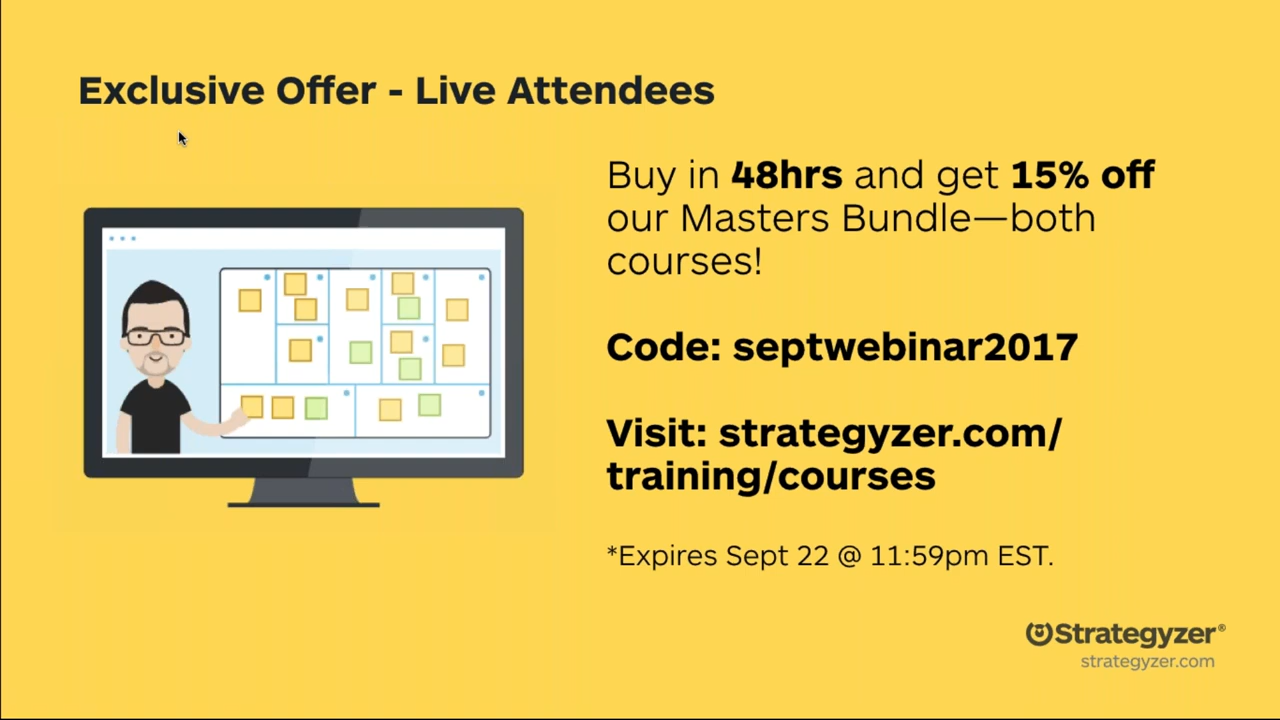 Exclusive Offer - Live Attendees
Buy in 48hrs and get 15% off
our Masters Bundle—both
courses!
Code: septwebinar2017
Visit: strategyzer.com/
training/courses
*Expires Sept 22 @ 11:59pm EST.
Strategyzer®
strategyzer.com